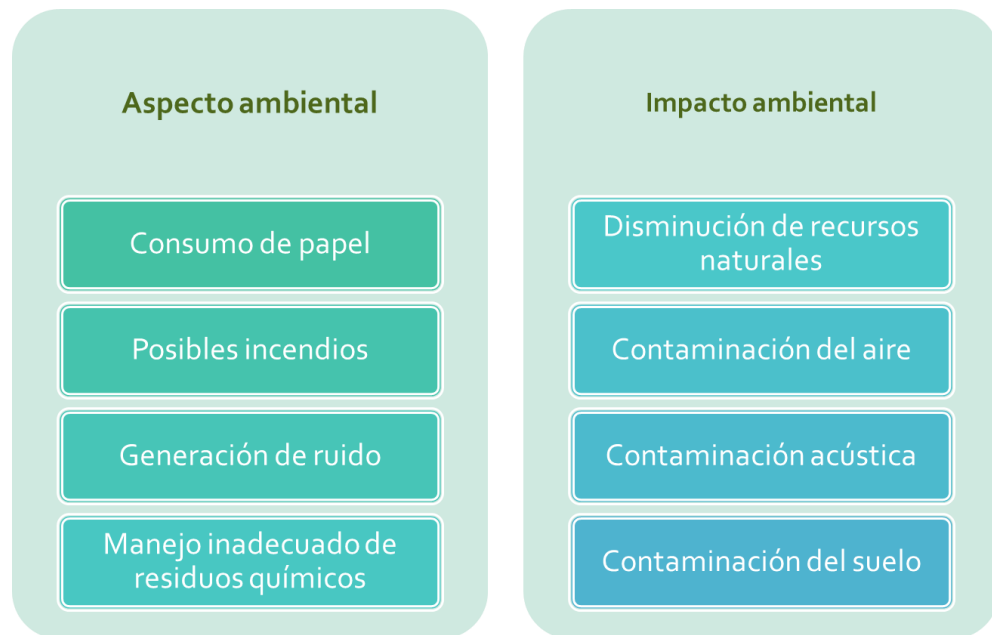 Aspecto ambiental
Consumo de papel
Posibles incendios
Generación de ruido
Manejo inadecuado de
residuos químicos
Impacto ambiental
Disminución de recursos
naturales
Contaminación del aire
Contaminación acústica
Contaminación del suelo